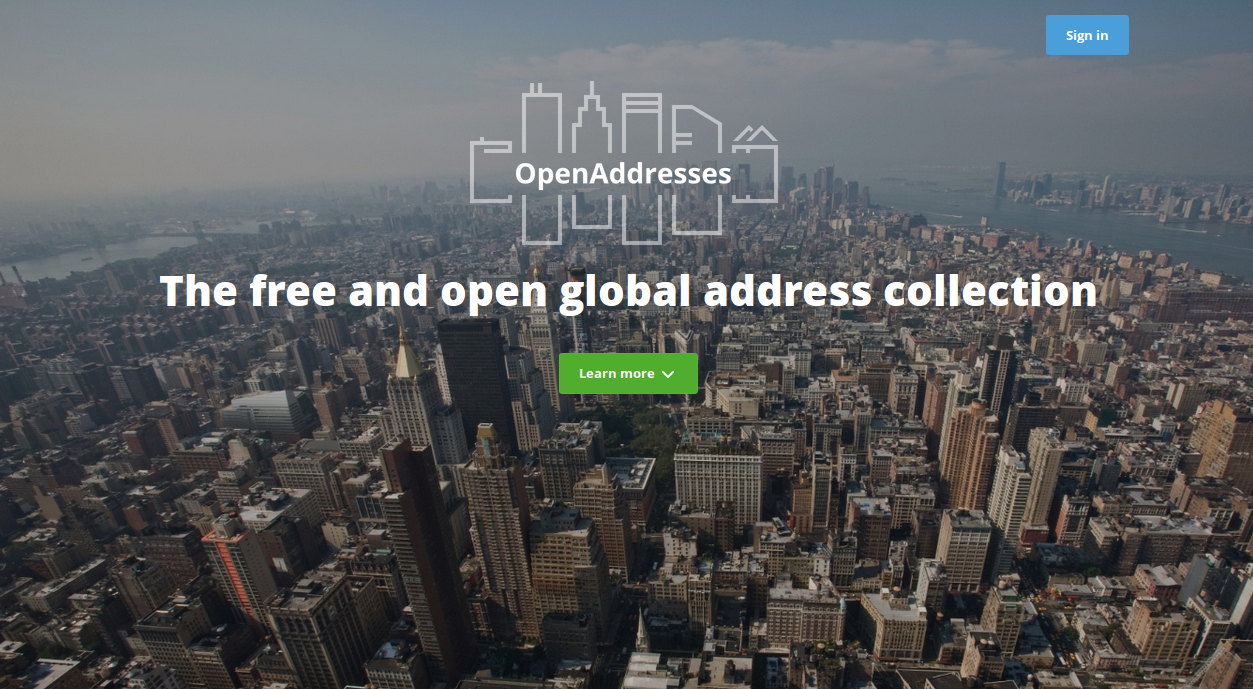 Sign in
OpenAddresses
The free and open global address collection
Learn more